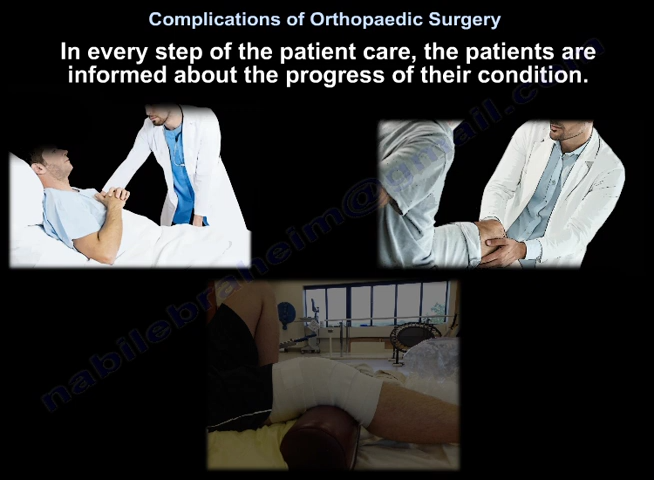 Complications of Orthopaedic Surgery
In every step of the patient care, the patients are
informed about the progress of their condition.
nabilebraheim@gmail.com